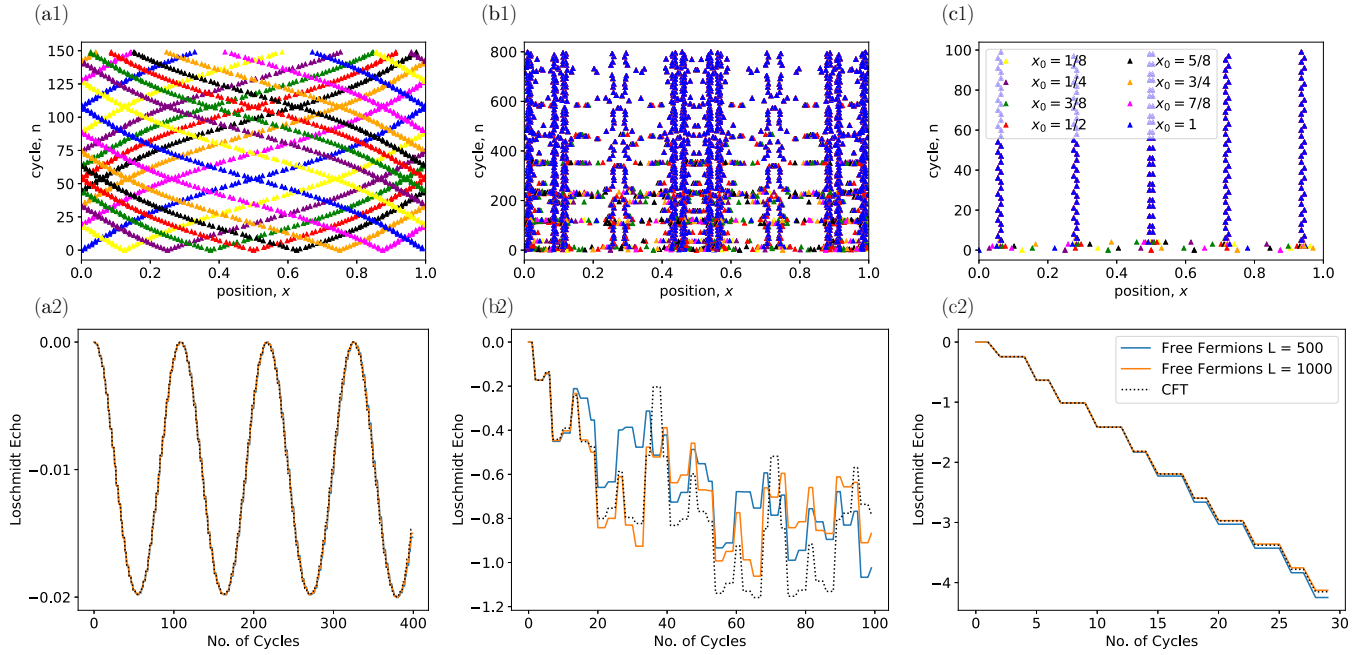 (a1)
(b1)
(c1)
cycle, n
150
125
100
75
50
25
0
0.0 0.2 0.4 0.6 0.8 1.0
position, x
cycle, n
800
600
400
200
0
0.0 0.2 0.4 0.6 0.8 1.0
position, x
cycle, n
100
80
60
40
20
0
x₀ = 1/8 x₀ = 5/8
x₀ = 1/4 x₀ = 3/4
x₀ = 3/8 x₀ = 7/8
x₀ = 1/2 x₀ = 1
0.0 0.2 0.4 0.6 0.8 1.0
position, x
(a2)
(b2)
(c2)
Loschmidt Echo
0.00
−0.01
−0.02
0 100 200 300 400
No. of Cycles
Loschmidt Echo
0.0
−0.2
−0.4
−0.6
−0.8
−1.0
−1.2
0 20 40 60 80 100
No. of Cycles
Loschmidt Echo
0
−1
−2
−3
−4
Free Fermions L = 500
Free Fermions L = 1000
CFT
0 5 10 15 20 25 30
No. of Cycles